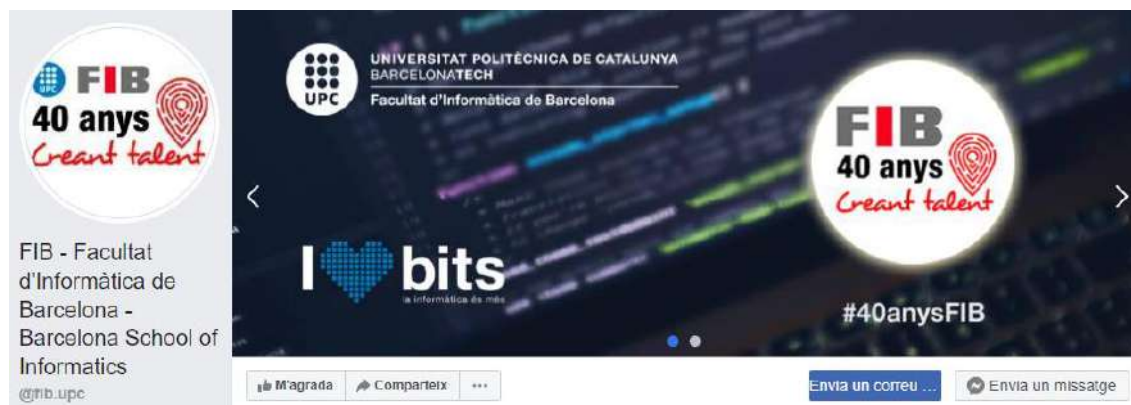 UPC
FIB
40 anys
Creant talent
FIB - Facultat
d'Informàtica de
Barcelona -
Barcelona School of
Informatics
@fib.upc
UPC
UNIVERSITAT POLITÈCNICA DE CATALUNYA
BARCELONATECH
Facultat d'Informàtica de Barcelona
I bits
la informàtica és més
FIB
40 anys
Creant talent
#40anysFIB
M'agrada
Comparteix
Envia un correu ...
Envia un missatge